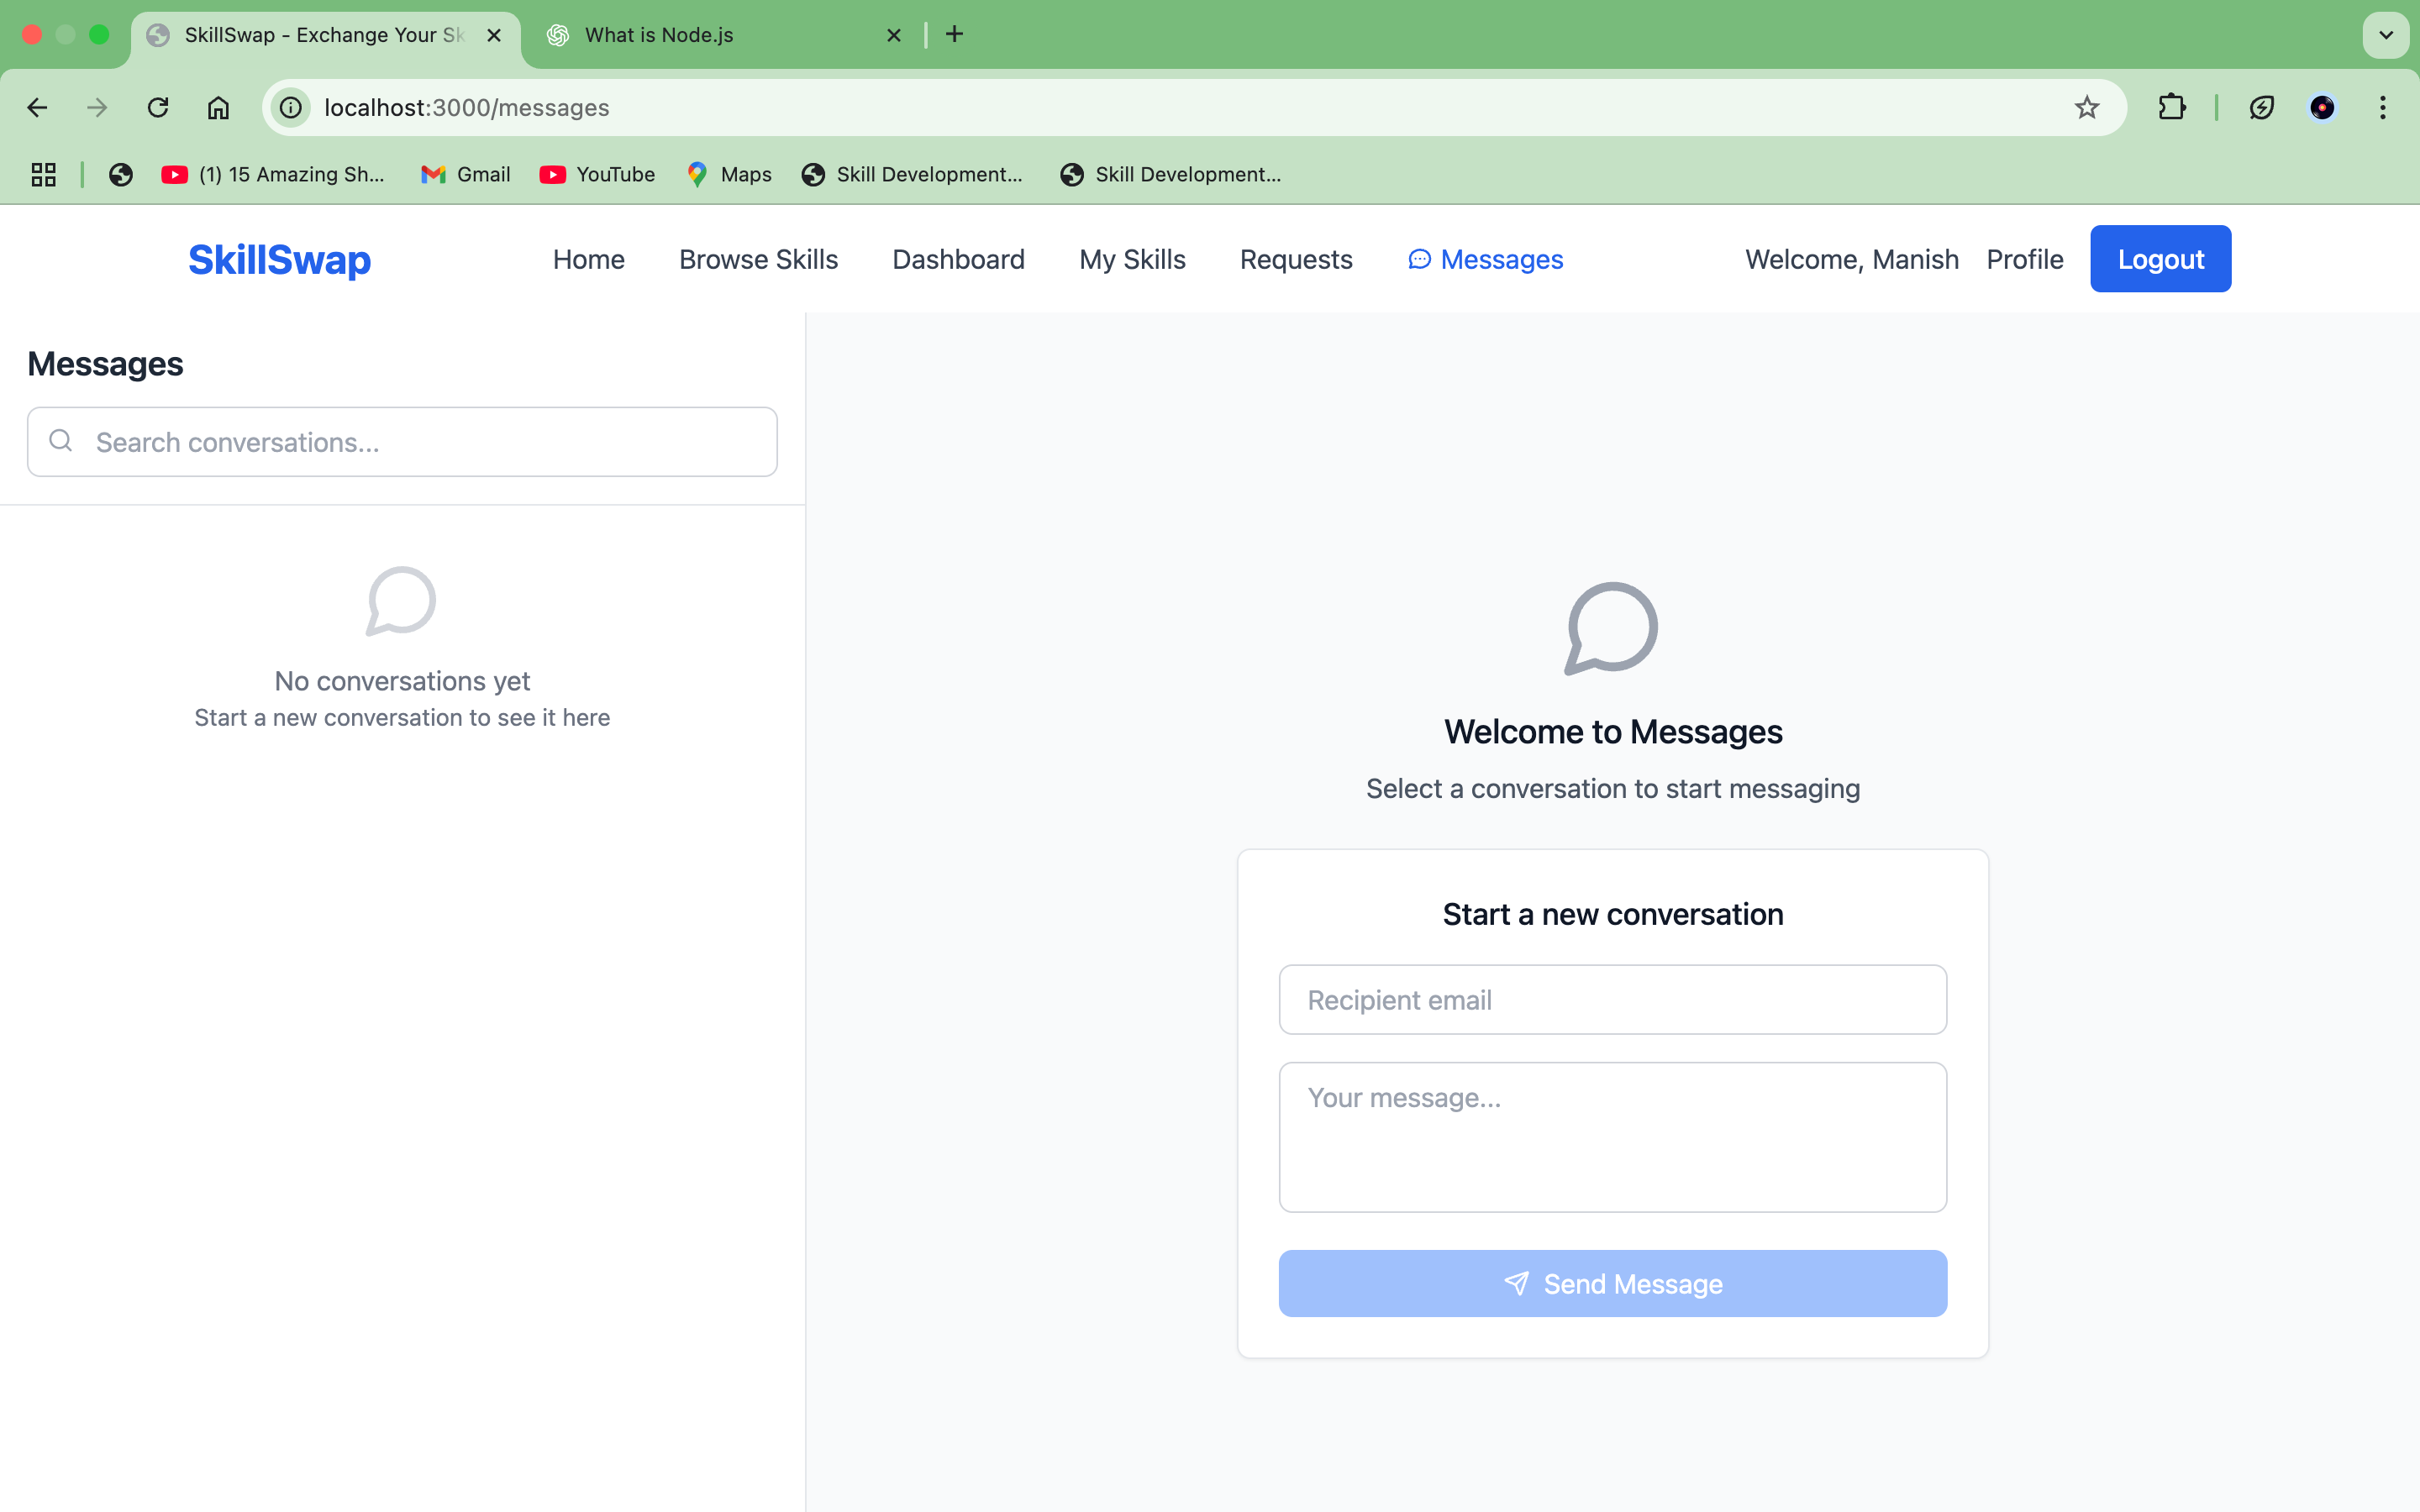 SkillSwap - Exchange Your Sk
What is Node.js
localhost:3000/messages
(1) 15 Amazing Sh...
Gmail
YouTube
Maps
Skill Development...
Skill Development...
SkillSwap
Home
Browse Skills
Dashboard
My Skills
Requests
Messages
Welcome, Manish
Profile
Logout
Messages
Search conversations...
No conversations yet
Start a new conversation to see it here
Welcome to Messages
Select a conversation to start messaging
Start a new conversation
Recipient email
Your message...
Send Message